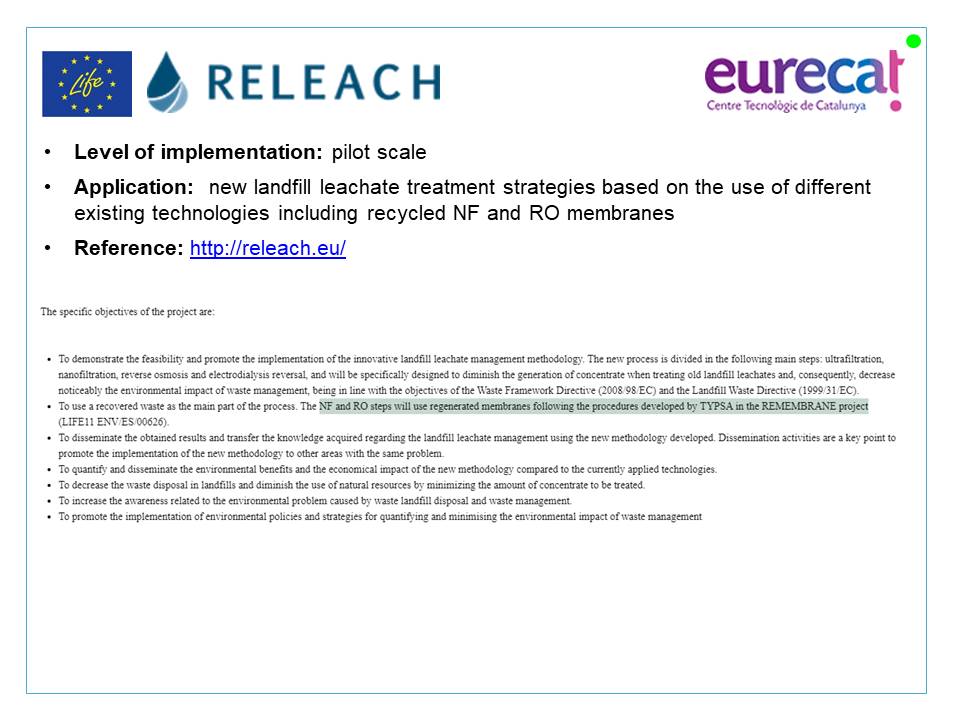 Life
RELEACH
eurecat
Centre Tecnològic de Catalunya
• Level of implementation: pilot scale
• Application: new landfill leachate treatment strategies based on the use of different
existing technologies including recycled NF and RO membranes
• Reference: http://releach.eu/
The specific objectives of the project are:
• To demonstrate the feasibility and promote the implementation of the innovative landfill leachate management methodology. The new process is divided in the following main steps: ultrafiltration,
nanofiltration, reverse osmosis and electrodialysis reversal, and will be specifically designed to diminish the generation of concentrate when treating old landfill leachates and, consequently, decrease
noticeably the environmental impact of waste management, being in line with the objectives of the Waste Framework Directive (2008/98/EC) and the Landfill Waste Directive (1999/31/EC).
• To use a recovered waste as the main part of the process. The NF and RO steps will use regenerated membranes following the procedures developed by TYPSA in the REMEMBRANE project
(LIFE11 ENV/ES/00626).
• To disseminate the obtained results and transfer the knowledge acquired regarding the landfill leachate management using the new methodology developed. Dissemination activities are a key point to
promote the implementation of the new methodology to other areas with the same problem.
• To quantify and disseminate the environmental benefits and the economical impact of the new methodology compared to the currently applied technologies.
• To decrease the waste disposal in landfills and diminish the use of natural resources by minimizing the amount of concentrate to be treated.
• To increase the awareness related to the environmental problem caused by waste landfill disposal and waste management.
• To promote the implementation of environmental policies and strategies for quantifying and minimising the environmental impact of waste management